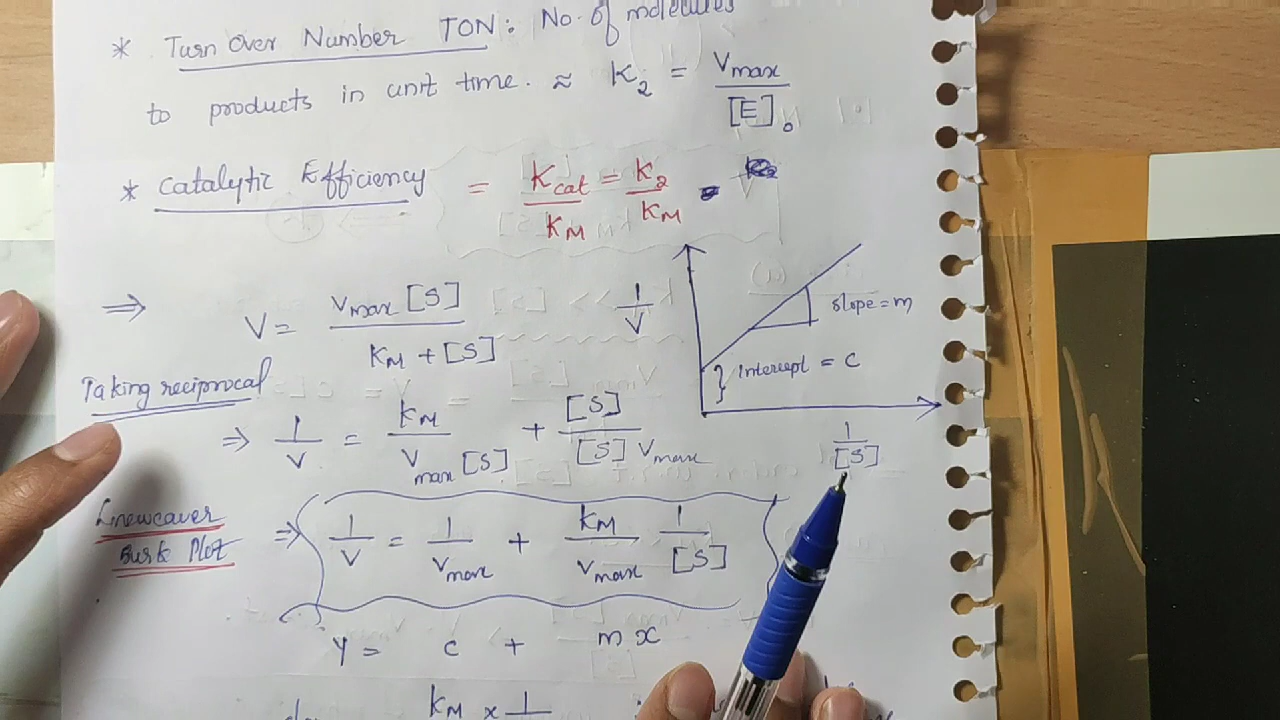 * Turn Over Number TON: No. of molecules
to products in unit time. ≈ K₂ = Vmax / [E]₀
* Catalytic Efficiency = Kcat / KM = K₂ / KM
⇒ V = Vmax [S] / KM + [S]
1/V
slope = m
Intercept = C
1/[S]
Taking reciprocal
⇒ 1/V = KM / Vmax [S] + [S] / [S] Vmax
Lineweaver
Burk Plot
⇒ 1/V = 1/Vmax + KM/Vmax 1/[S]
Y = C + mx
KM × 1